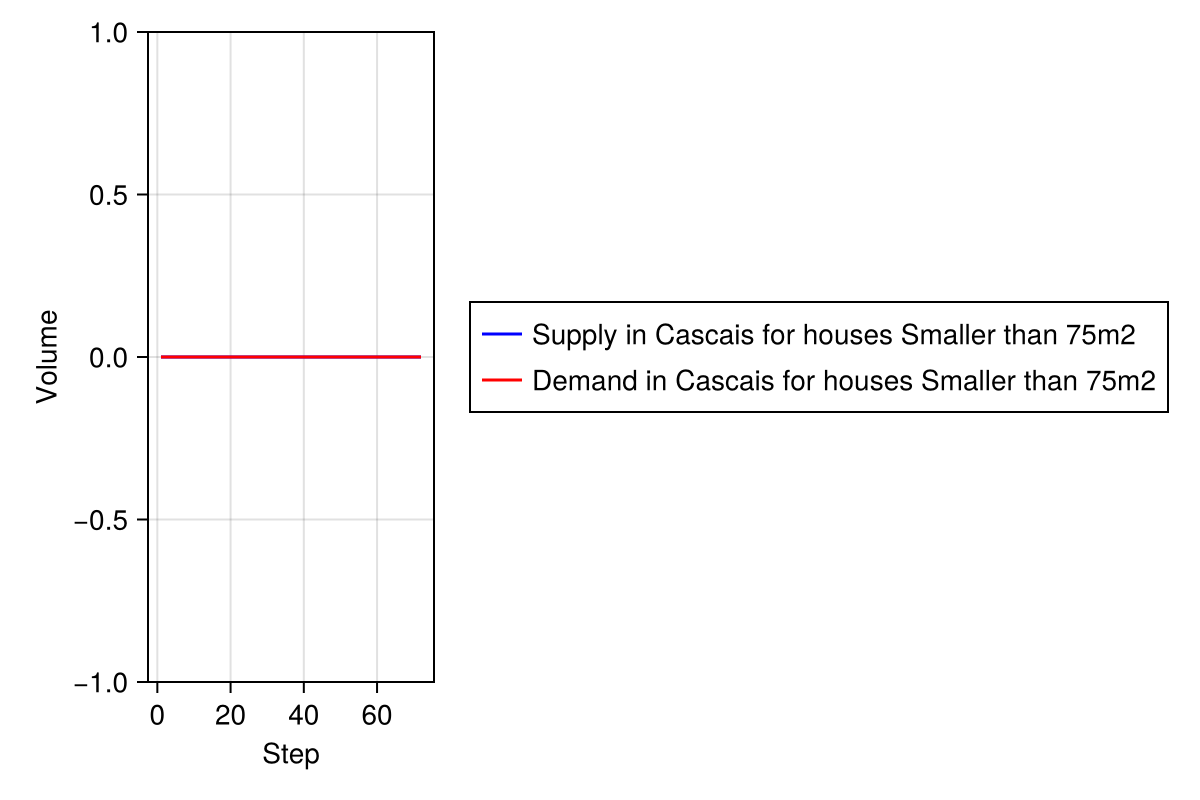 1.0
0.5
0.0
−0.5
−1.0
Volume
0 20 40 60
Step
Supply in Cascais for houses Smaller than 75m2
Demand in Cascais for houses Smaller than 75m2